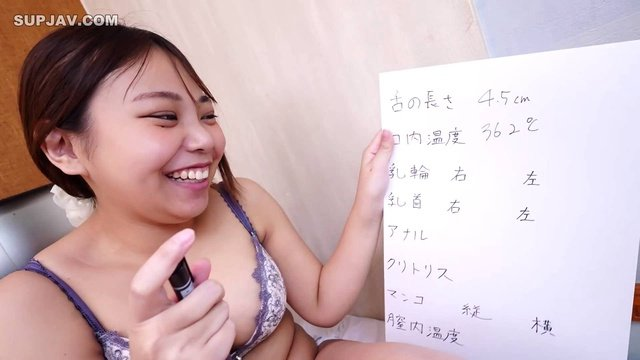 SUPJAV.COM
舌の長さ 4.5cm
口内温度 36.2℃
乳輪 右 左
乳首 右 左
アナル
クリトリス
マンコ 縦 横
膣内温度